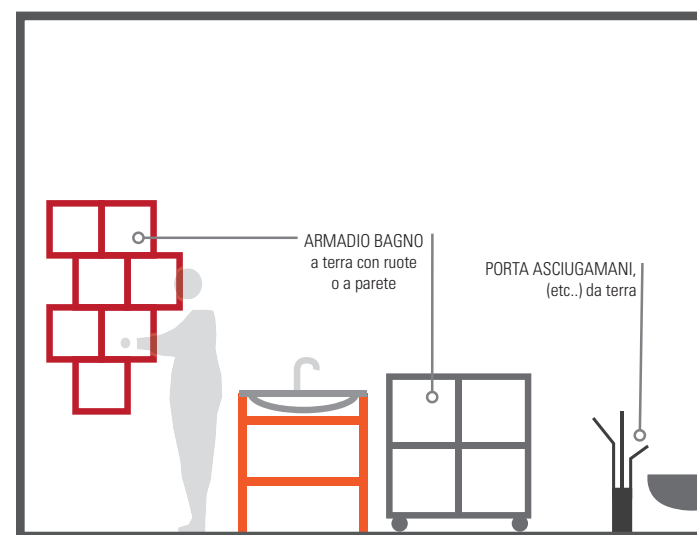 ARMADIO BAGNO
a terra con ruote
o a parete
PORTA ASCIUGAMANI,
(etc..) da terra